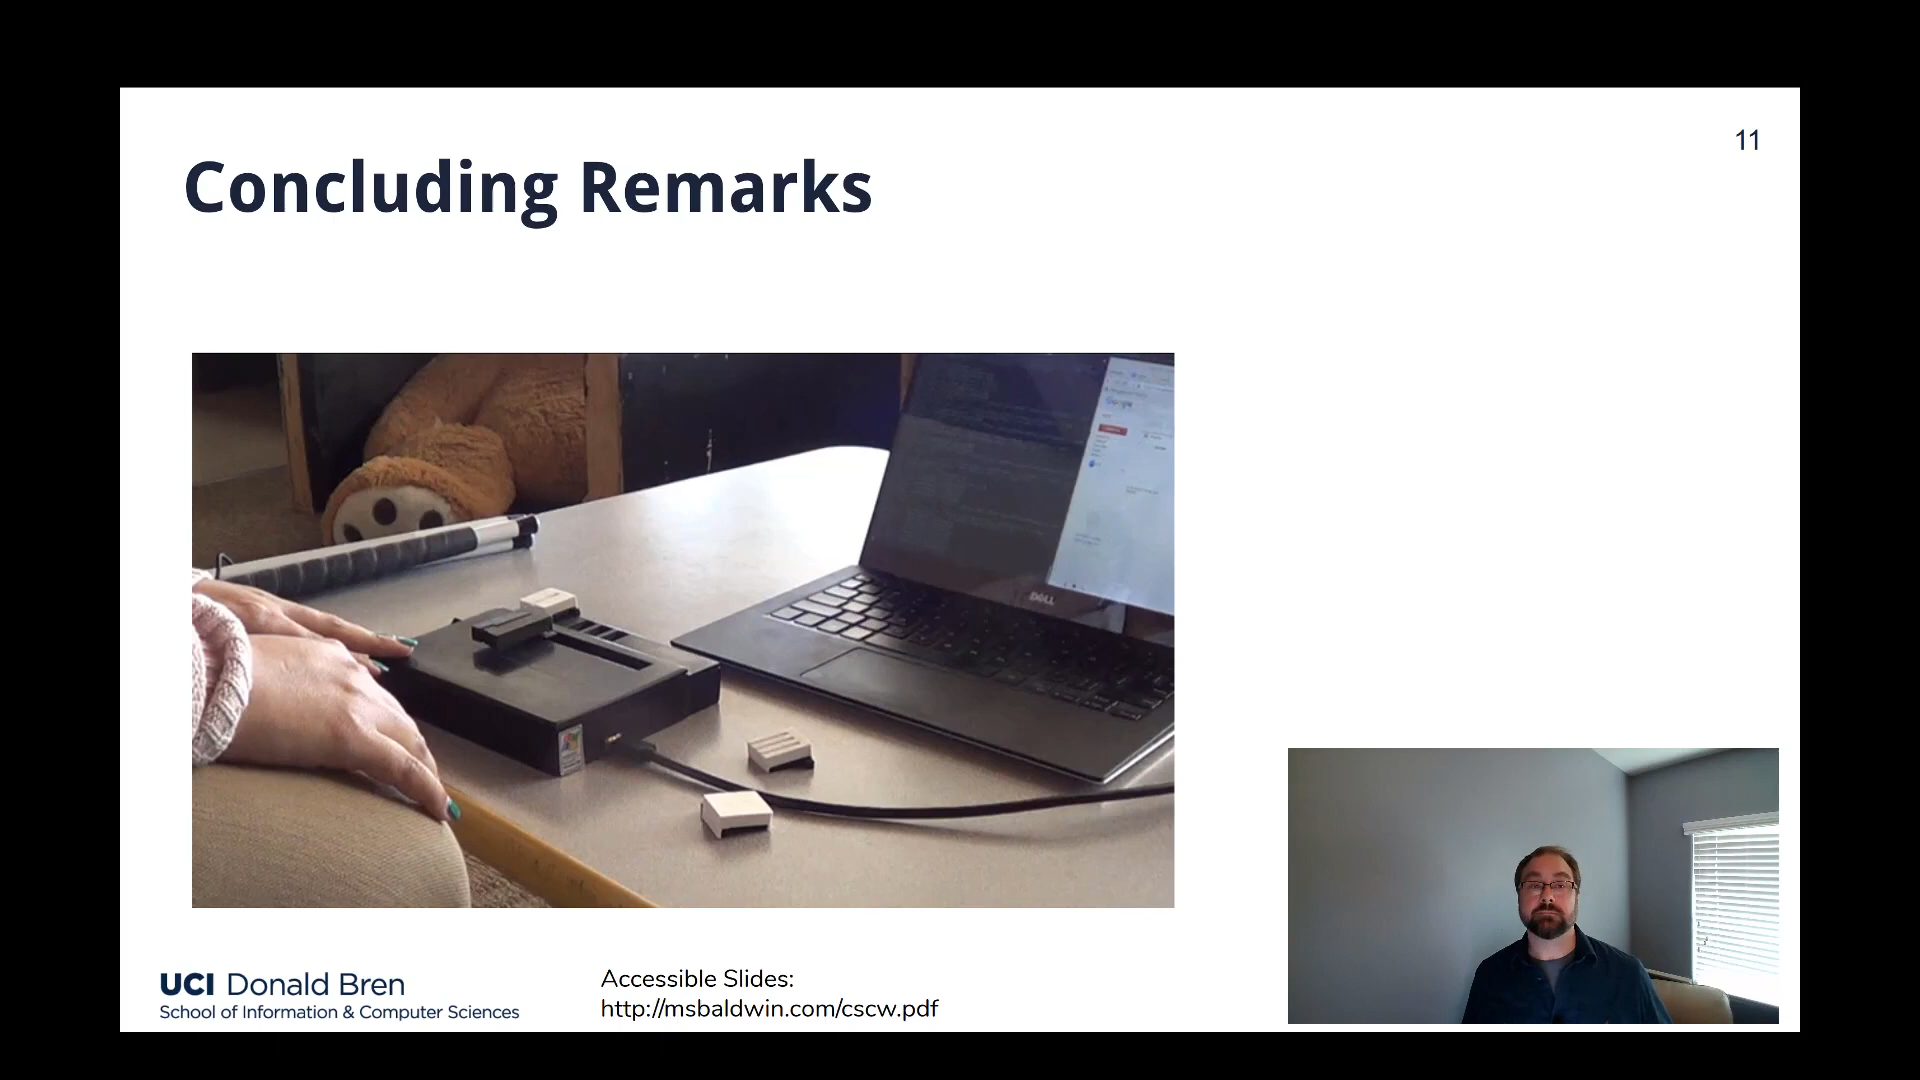 11
Concluding Remarks
Google
DELL
UCI Donald Bren
School of Information & Computer Sciences
Accessible Slides:
http://msbaldwin.com/cscw.pdf